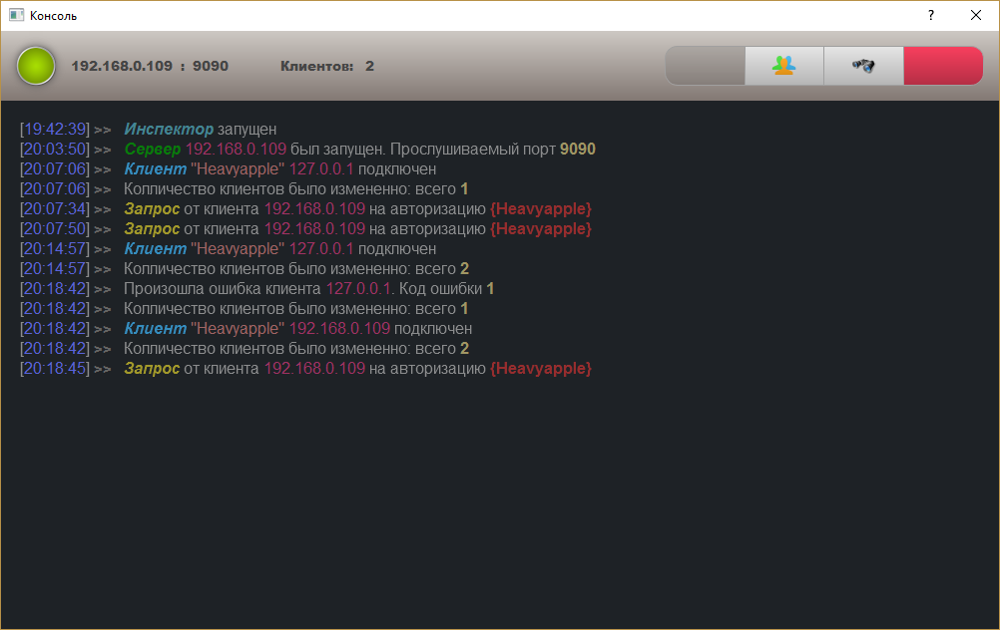 Консоль
?
192.168.0.109 : 9090 Клиентов: 2
[19:42:39] >> Инспектор запущен
[20:03:50] >> Сервер 192.168.0.109 был запущен. Прослушиваемый порт 9090
[20:07:06] >> Клиент "Heavyapple" 127.0.0.1 подключен
[20:07:06] >> Колличество клиентов было измененно: всего 1
[20:07:34] >> Запрос от клиента 192.168.0.109 на авторизацию {Heavyapple}
[20:07:50] >> Запрос от клиента 192.168.0.109 на авторизацию {Heavyapple}
[20:14:57] >> Клиент "Heavyapple" 127.0.0.1 подключен
[20:14:57] >> Колличество клиентов было измененно: всего 2
[20:18:42] >> Произошла ошибка клиента 127.0.0.1. Код ошибки 1
[20:18:42] >> Колличество клиентов было измененно: всего 1
[20:18:42] >> Клиент "Heavyapple" 192.168.0.109 подключен
[20:18:42] >> Колличество клиентов было измененно: всего 2
[20:18:45] >> Запрос от клиента 192.168.0.109 на авторизацию {Heavyapple}